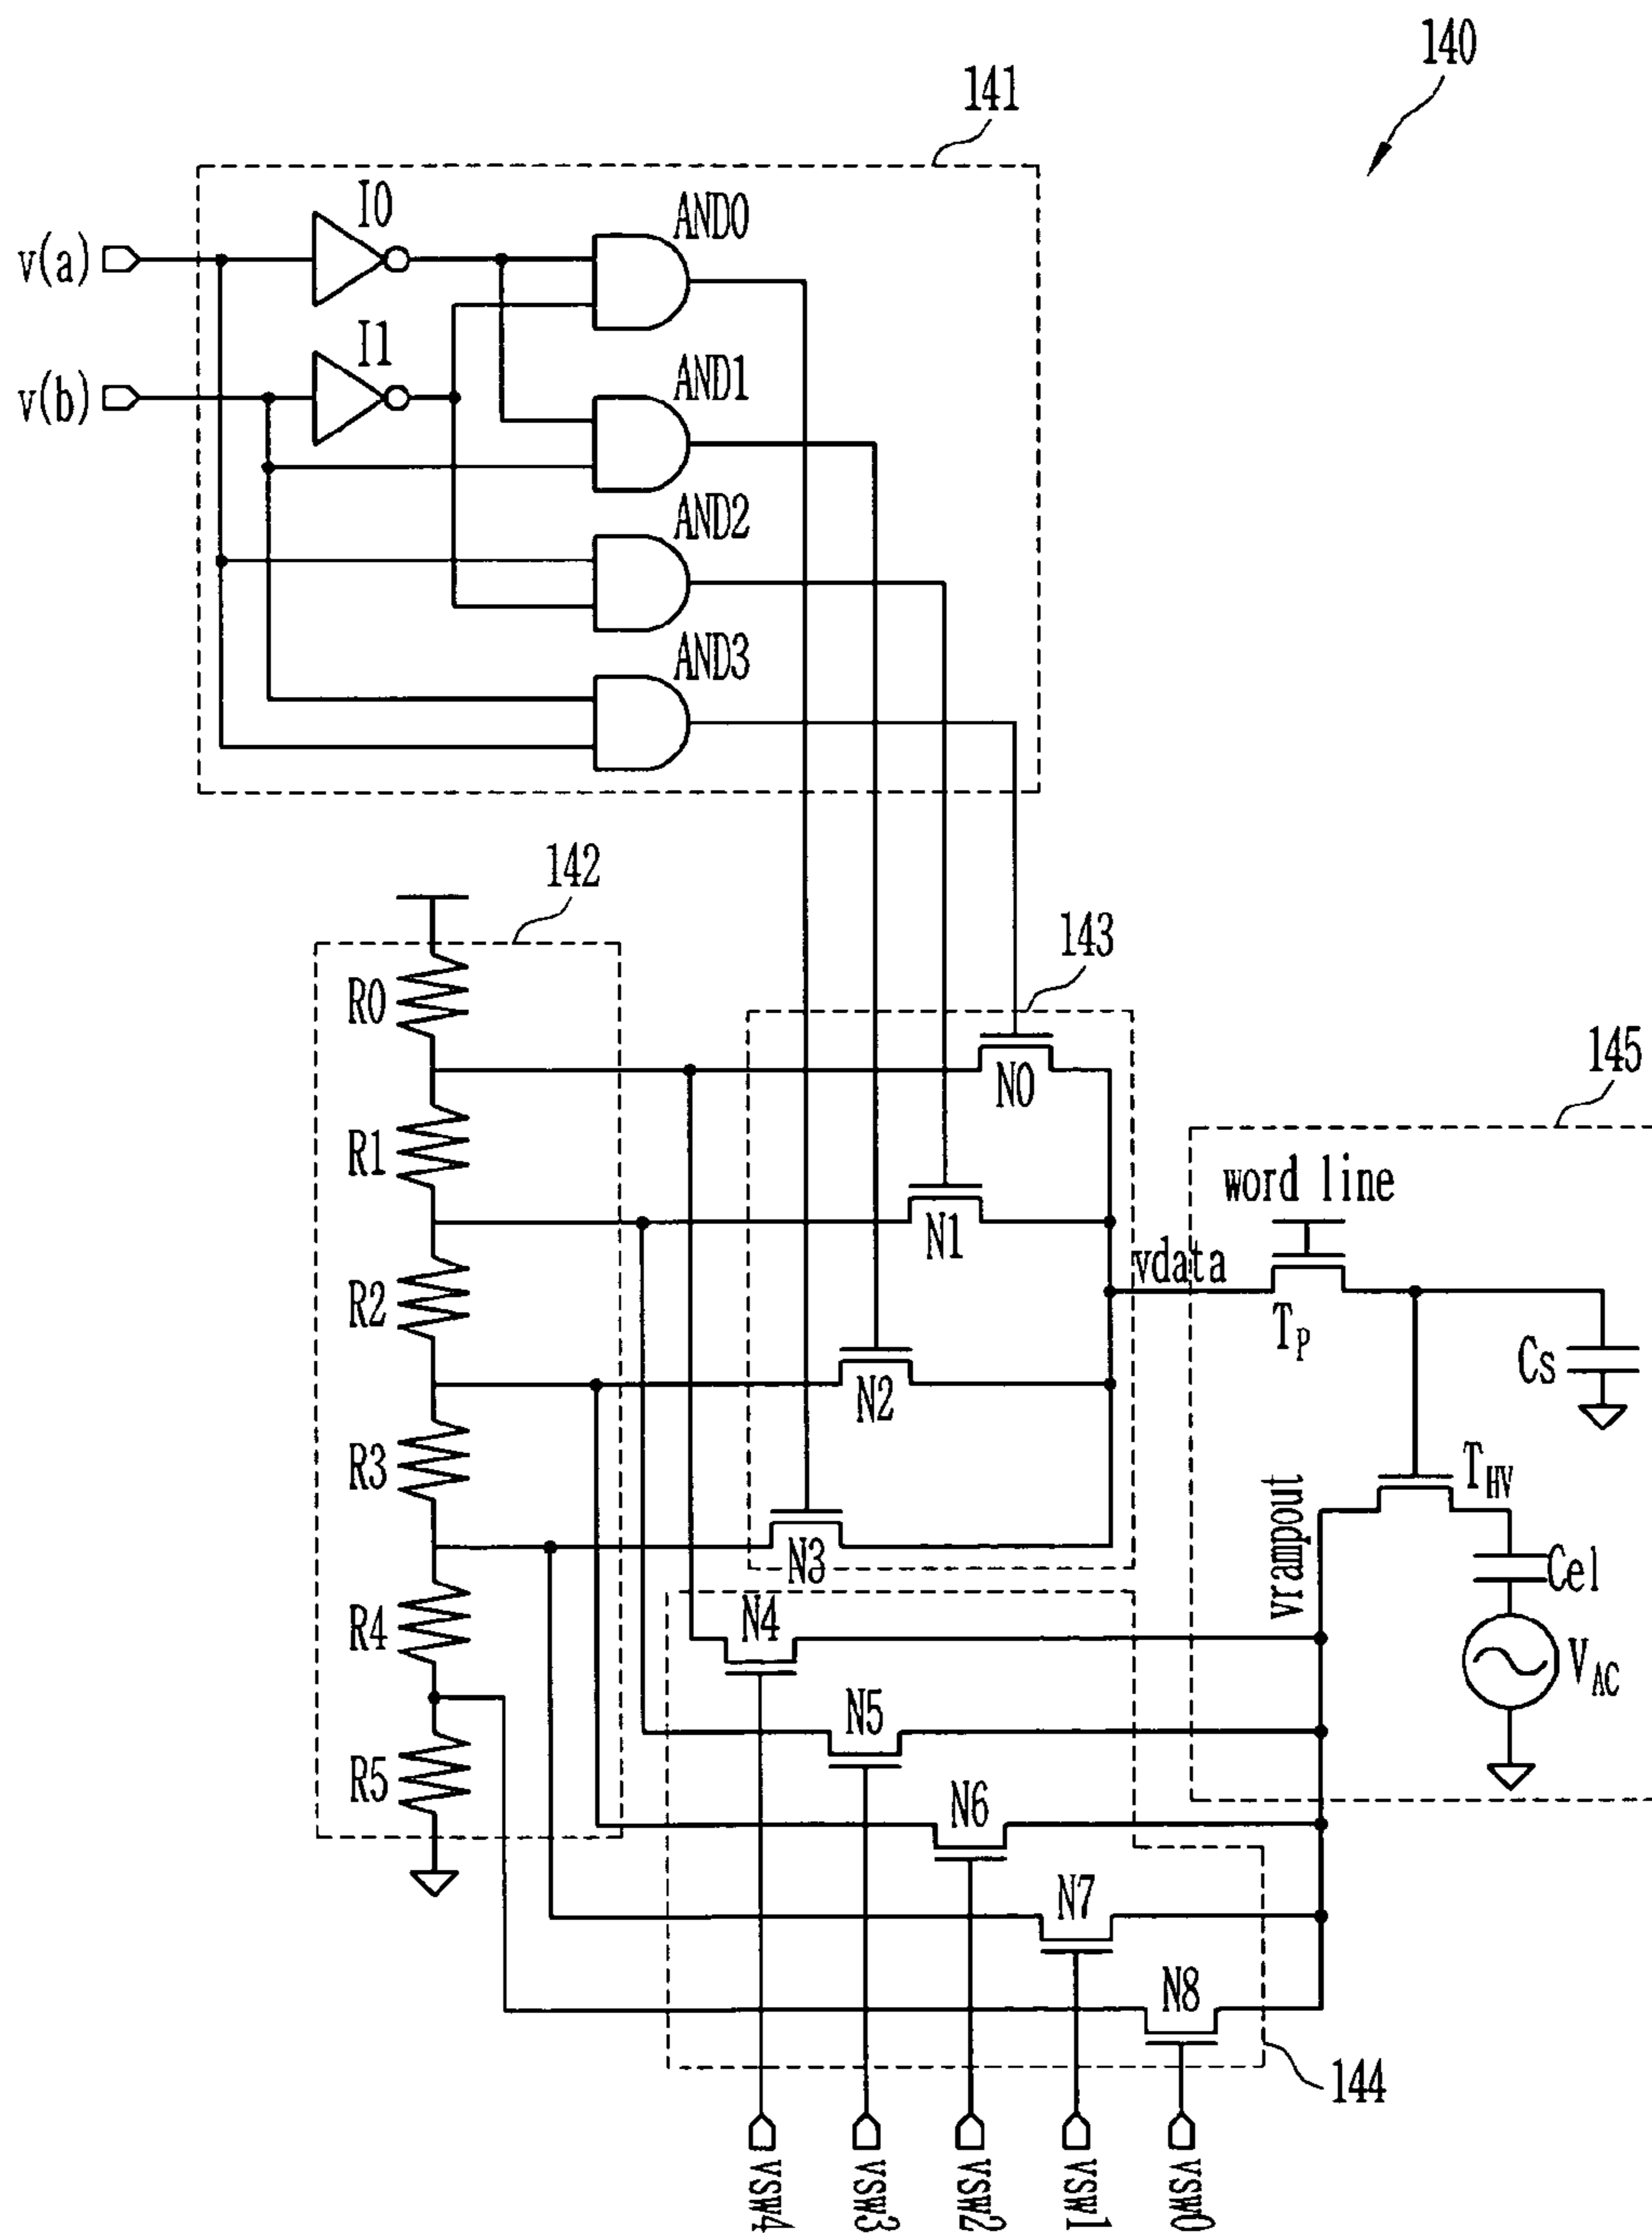 140
141
I0
AND0
v(a)
I1
AND1
v(b)
AND2
AND3
142
143
R0
N0
145
R1
word line
N1
vdata
R2
TP
Cs
N2
R3
THV
vrampout
N3
Cel
R4
N4
VAC
N5
R5
N6
N7
N8
144
vsw4
vsw3
vsw2
vsw1
vsw0